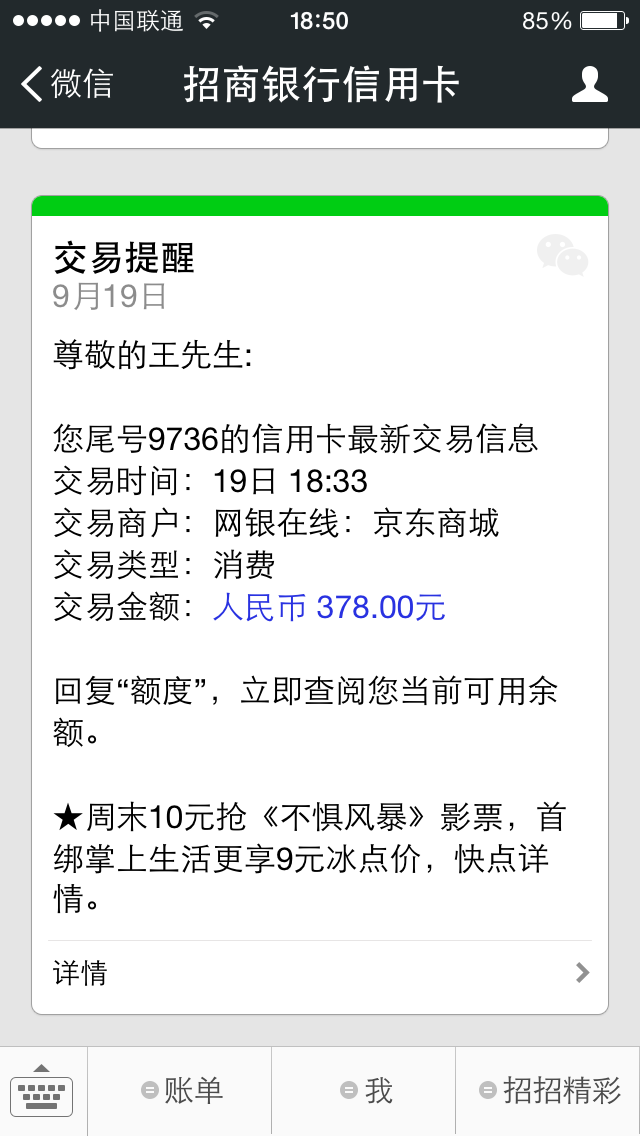 中国联通 18:50 85%
微信 招商银行信用卡
交易提醒
9月19日
尊敬的王先生:
您尾号9736的信用卡最新交易信息
交易时间：19日 18:33
交易商户：网银在线：京东商城
交易类型：消费
交易金额：人民币 378.00元
回复“额度”，立即查阅您当前可用余
额。
★周末10元抢《不惧风暴》影票，首
绑掌上生活更享9元冰点价，快点详
情。
详情
账单 我 招招精彩